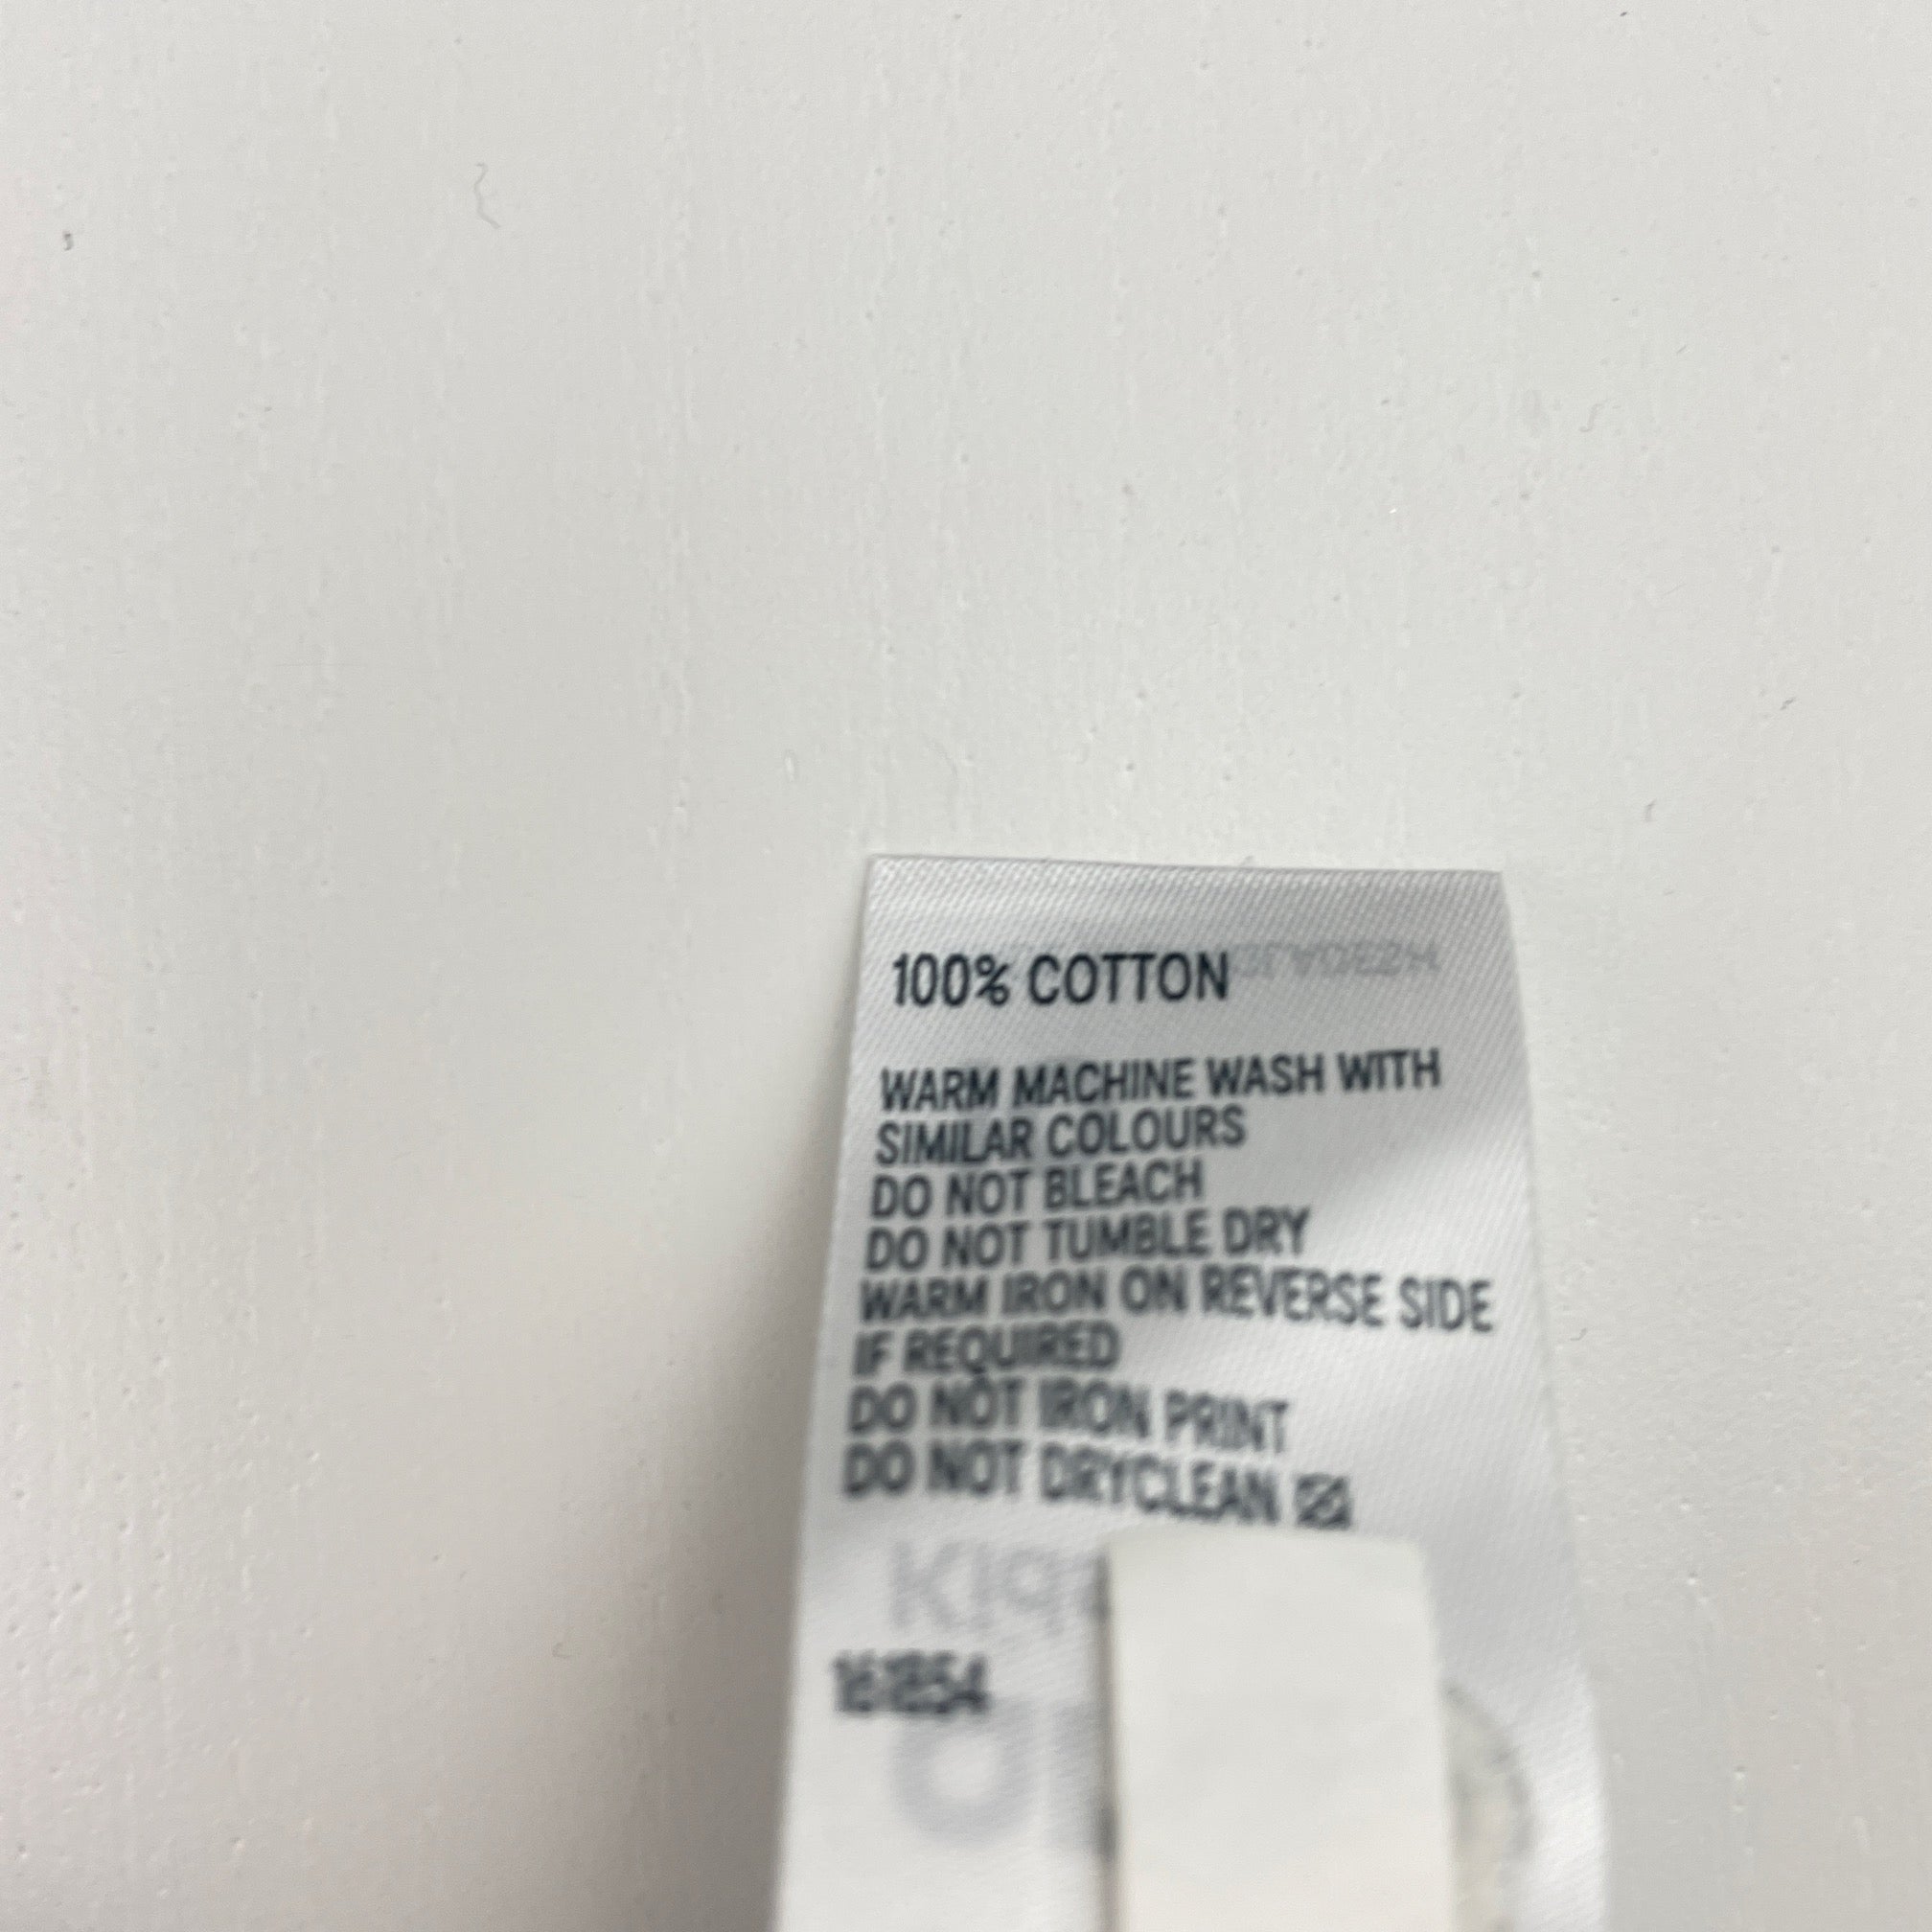 100% COTTON
WARM MACHINE WASH WITH
SIMILAR COLOURS
DO NOT BLEACH
DO NOT TUMBLE DRY
WARM IRON ON REVERSE SIDE
IF REQUIRED
DO NOT IRON PRINT
DO NOT DRYCLEAN
161854